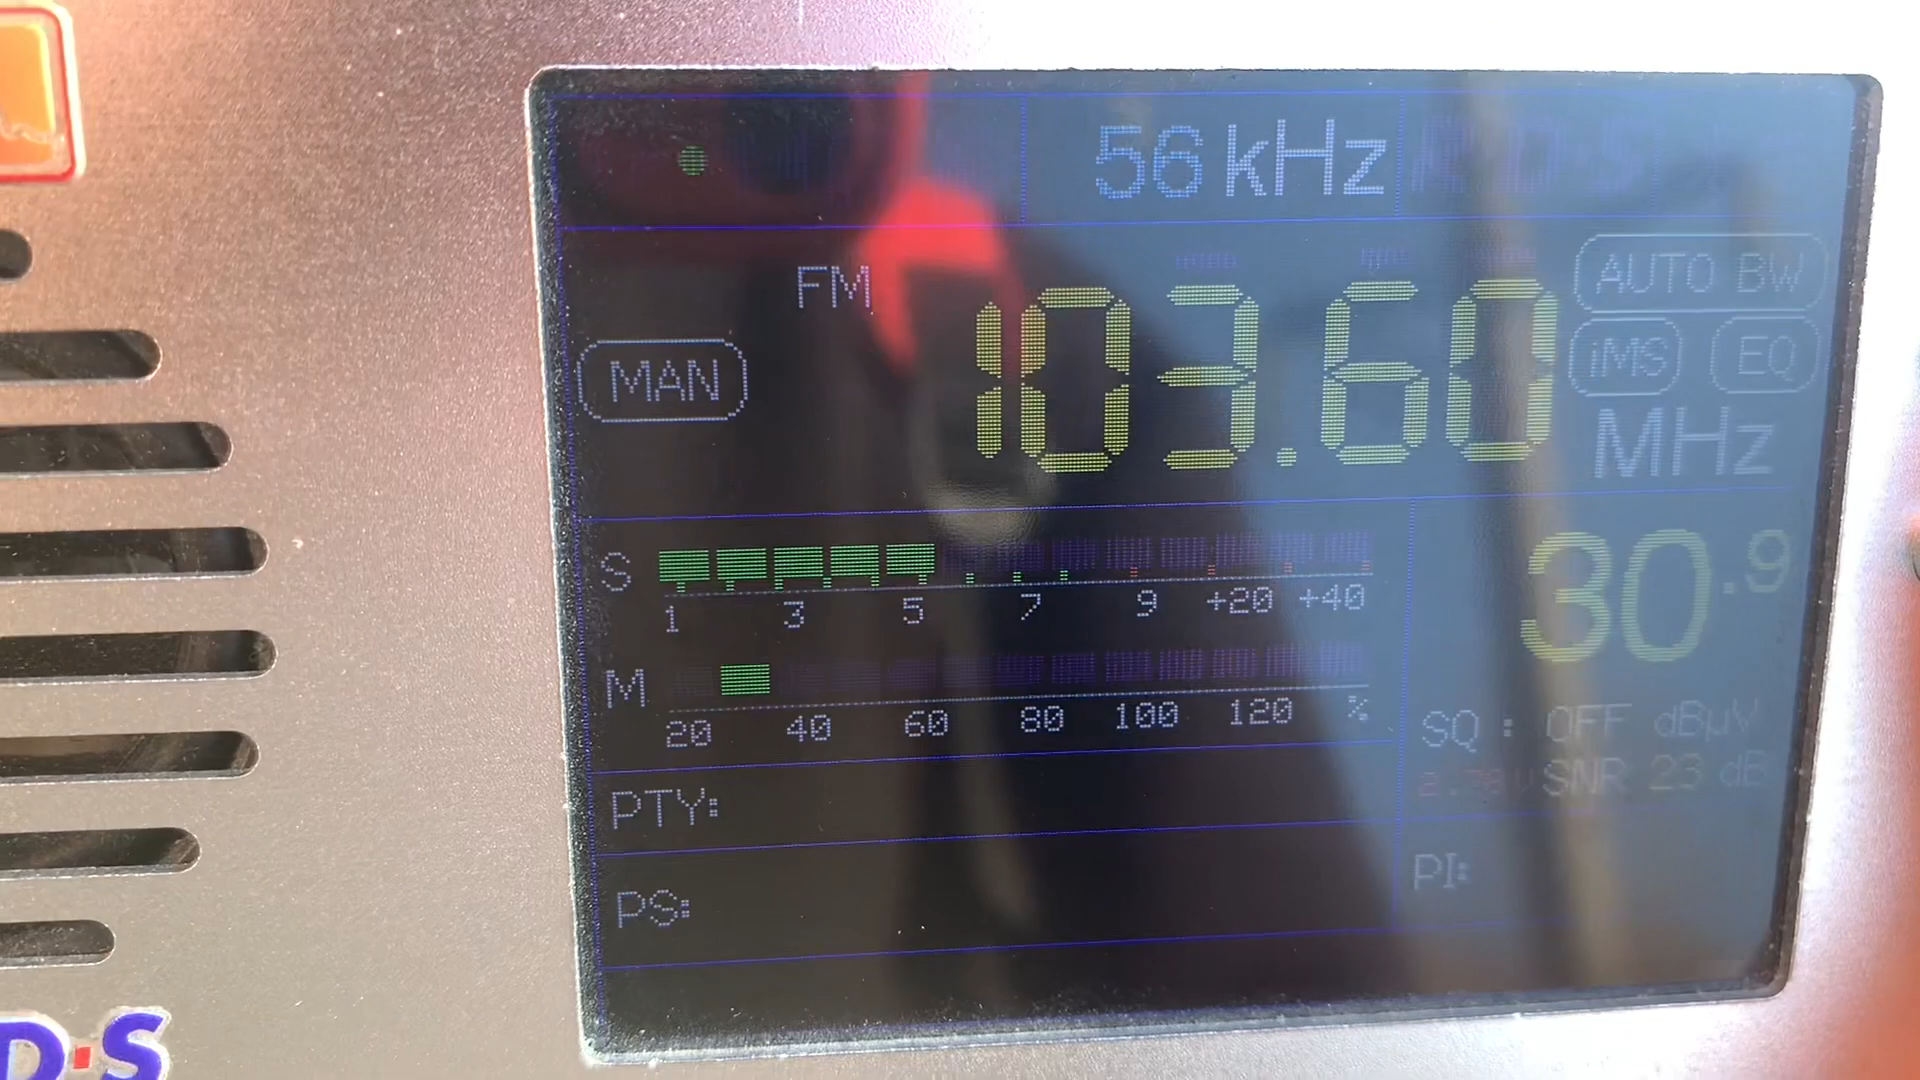 56 kHz
FM
103.60
AUTO BW
iMS EQ
MAN
MHz
S
1 3 5 7 9 +20 +40
30.9
M
20 40 60 80 100 120 %
SQ : OFF dBµV
SNR 23 dB
PTY:
PS:
PI:
D·S